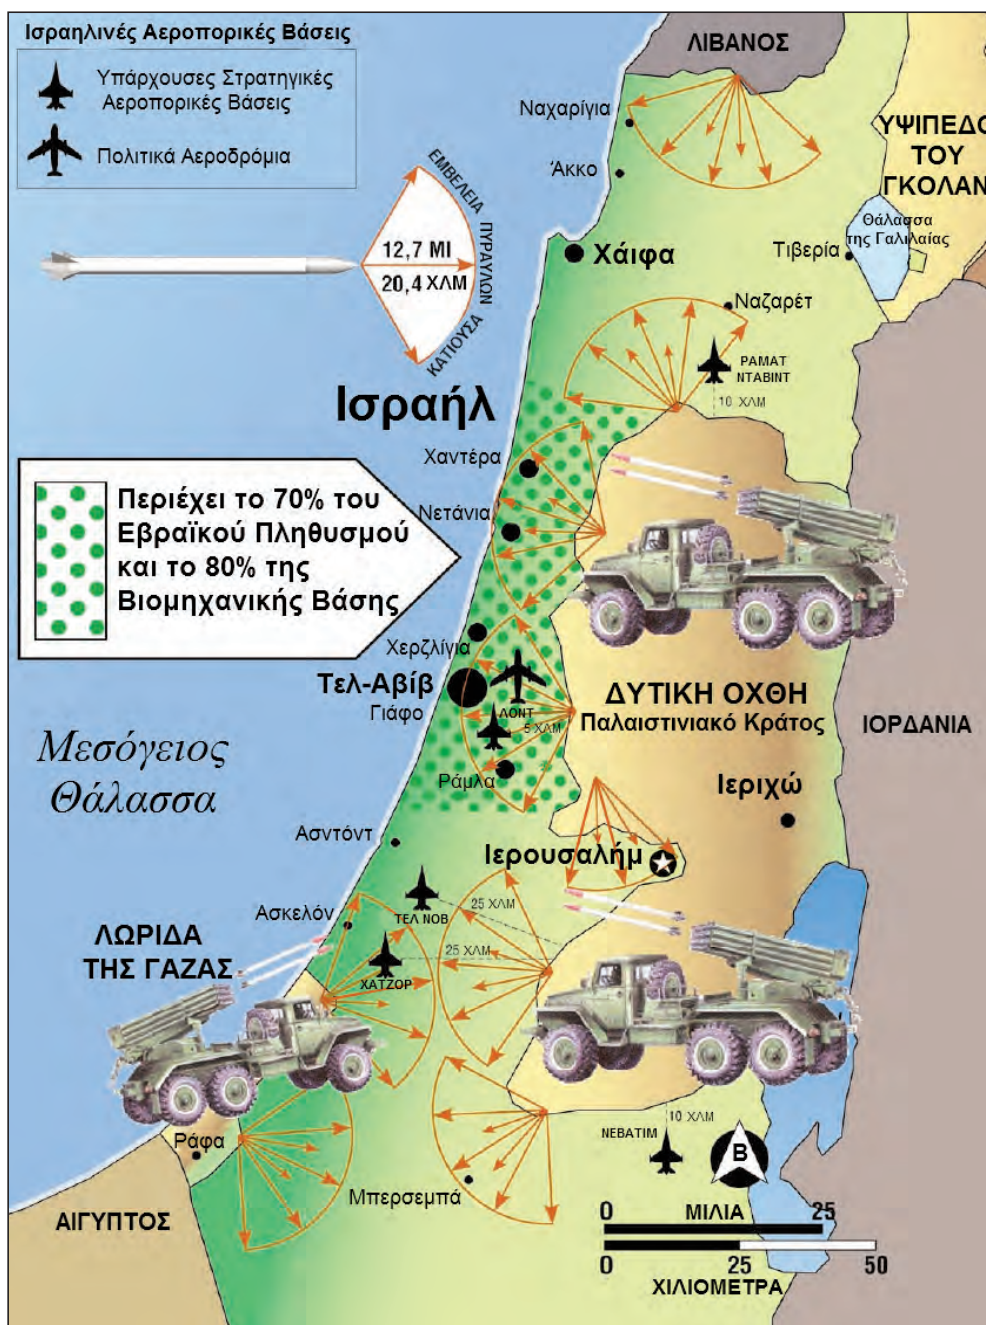 Ισραηλινές Αεροπορικές Βάσεις
Υπάρχουσες Στρατηγικές
Αεροπορικές Βάσεις
Πολιτικά Αεροδρόμια
ΛΙΒΑΝΟΣ
Ναχαρίγια
Άκκο
ΥΨΙΠΕΔΟ
ΤΟΥ
ΓΚΟΛΑΝ
Θάλασσα
της Γαλιλαίας
Τιβερία
Χάιφα
ΕΜΒΕΛΕΙΑ
ΠΥΡΑΥΛΩΝ
ΚΑΤΙΟΥΣΑ
12,7 ΜΙ
20,4 ΧΛΜ
Ναζαρέτ
ΡΑΜΑΤ
ΝΤΑΒΙΝΤ
10 ΧΛΜ
Ισραήλ
Χαντέρα
Περιέχει το 70% του
Εβραϊκού Πληθυσμού
και το 80% της
Βιομηχανικής Βάσης
Νετάνια
Χερζλίγια
Τελ-Αβίβ
Γιάφο
ΛΟΝΤ
5 ΧΛΜ
Ράμλα
ΔΥΤΙΚΗ ΟΧΘΗ
Παλαιστινιακό Κράτος
ΙΟΡΔΑΝΙΑ
Μεσόγειος
Θάλασσα
Ιεριχώ
Ασντόντ
Ιερουσαλήμ
ΤΕΛ ΝΟΒ
25 ΧΛΜ
Ασκελόν
ΛΩΡΙΔΑ
ΤΗΣ ΓΑΖΑΣ
25 ΧΛΜ
ΧΑΤΖΟΡ
Ράφα
ΝΕΒΑΤΙΜ
10 ΧΛΜ
Β
Μπερσεμπά
ΑΙΓΥΠΤΟΣ
0 ΜΙΛΙΑ 25
0 25 50
ΧΙΛΙΟΜΕΤΡΑ